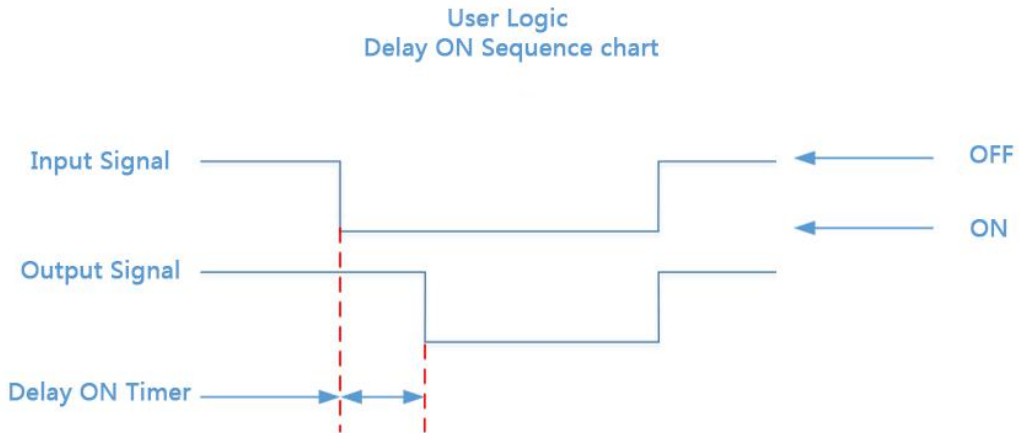 User Logic
Delay ON Sequence chart
Input Signal
OFF
ON
Output Signal
Delay ON Timer